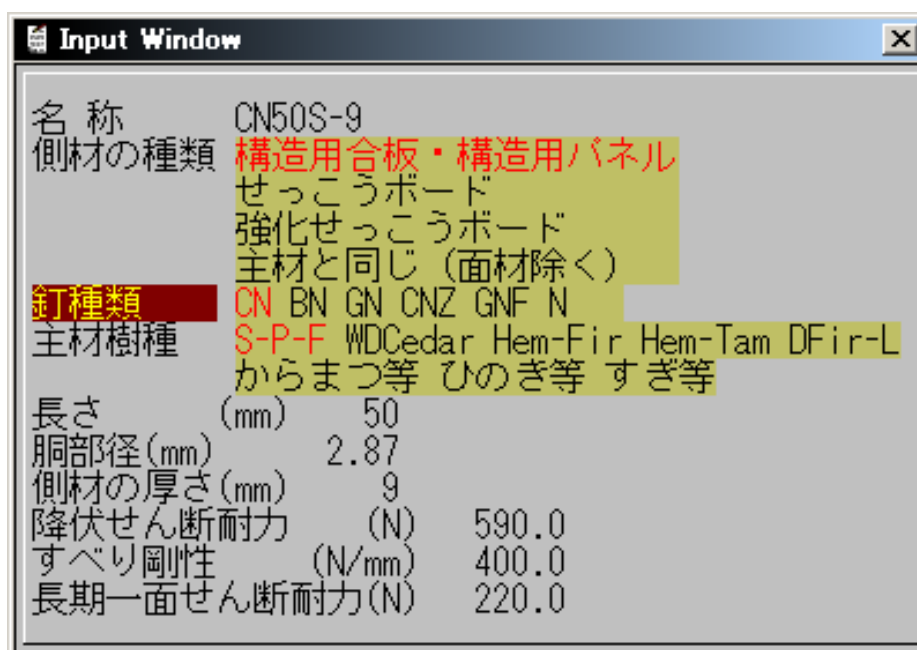 Input Window
名 称 CN50S-9
側材の種類 構造用合板・構造用パネル
せっこうボード
強化せっこうボード
主材と同じ (面材除く)
釘種類 CN BN GN CNZ GNF N
主材樹種 S-P-F WDCedar Hem-Fir Hem-Tam DFir-L
からまつ等 ひのき等 すぎ等
長さ (mm) 50
胴部径(mm) 2.87
側材の厚さ(mm) 9
降伏せん断耐力 (N) 590.0
すべり剛性 (N/mm) 400.0
長期一面せん断耐力(N) 220.0